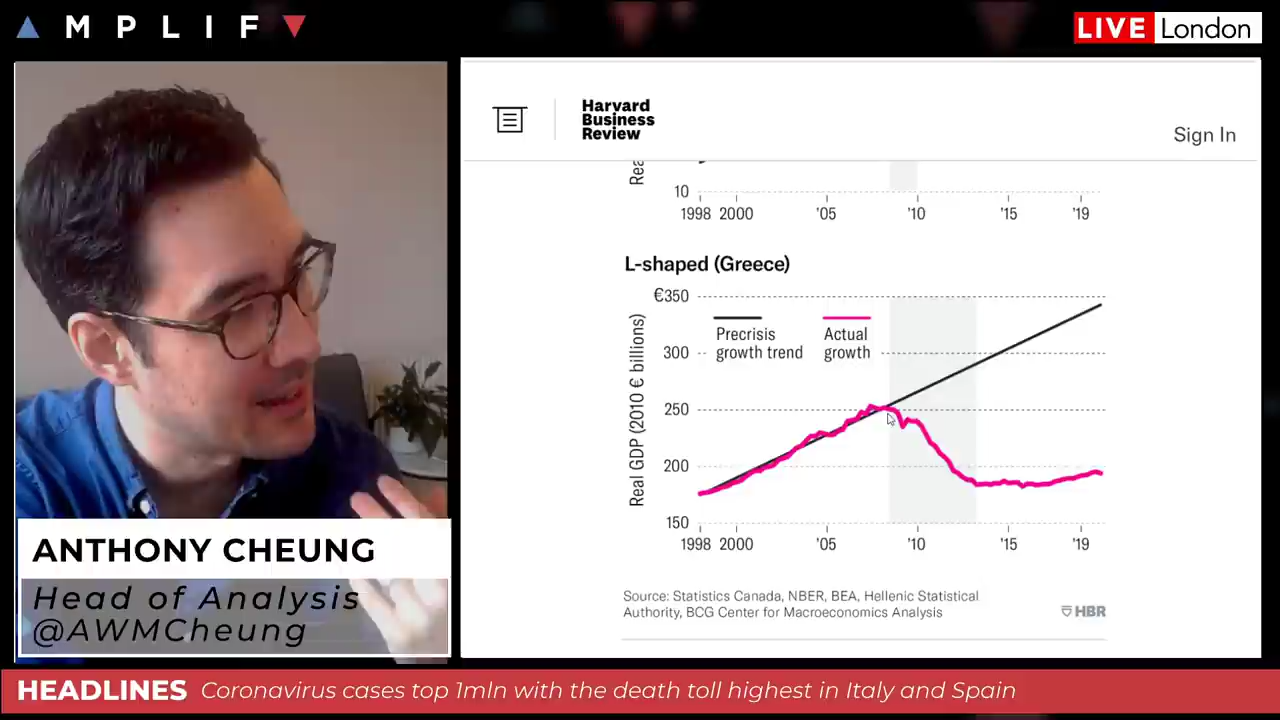 AMPLIFY
LIVE London
Harvard
Business
Review
Sign In
Rea
10
1998 2000 '05 '10 '15 '19
L-shaped (Greece)
€350
300
250
200
150
Real GDP (2010 € billions)
Precrisis
growth trend
Actual
growth
1998 2000 '05 '10 '15 '19
Source: Statistics Canada, NBER, BEA, Hellenic Statistical
Authority, BCG Center for Macroeconomics Analysis
HBR
ANTHONY CHEUNG
Head of Analysis
@AWMCheung
HEADLINES Coronavirus cases top 1mln with the death toll highest in Italy and Spain